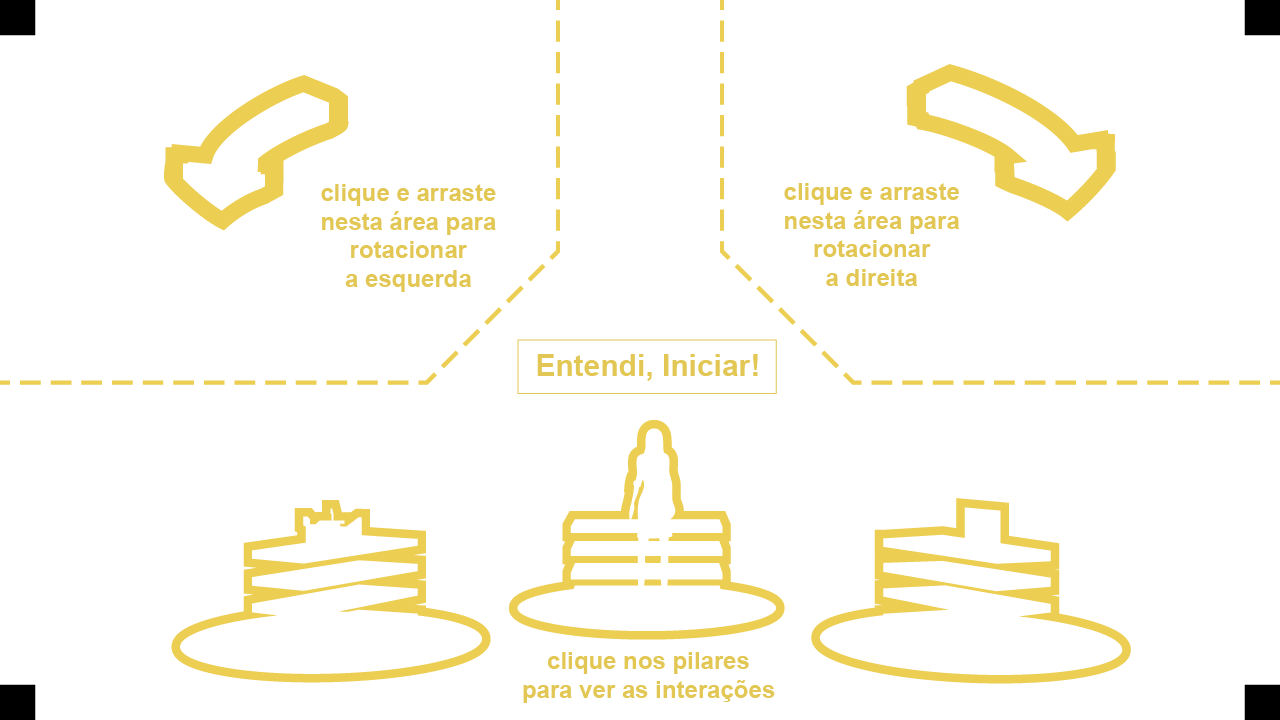 clique e arraste
nesta área para
rotacionar
a esquerda
clique e arraste
nesta área para
rotacionar
a direita
Entendi, Iniciar!
clique nos pilares
para ver as interações